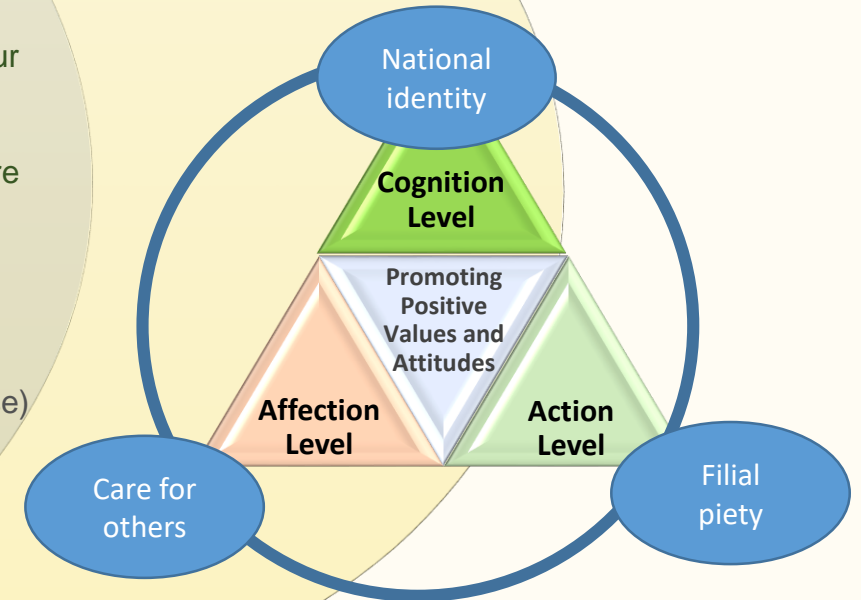 National
identity
Cognition
Level
Promoting
Positive
Values and
Attitudes
Affection
Level
Action
Level
Care for
others
Filial
piety